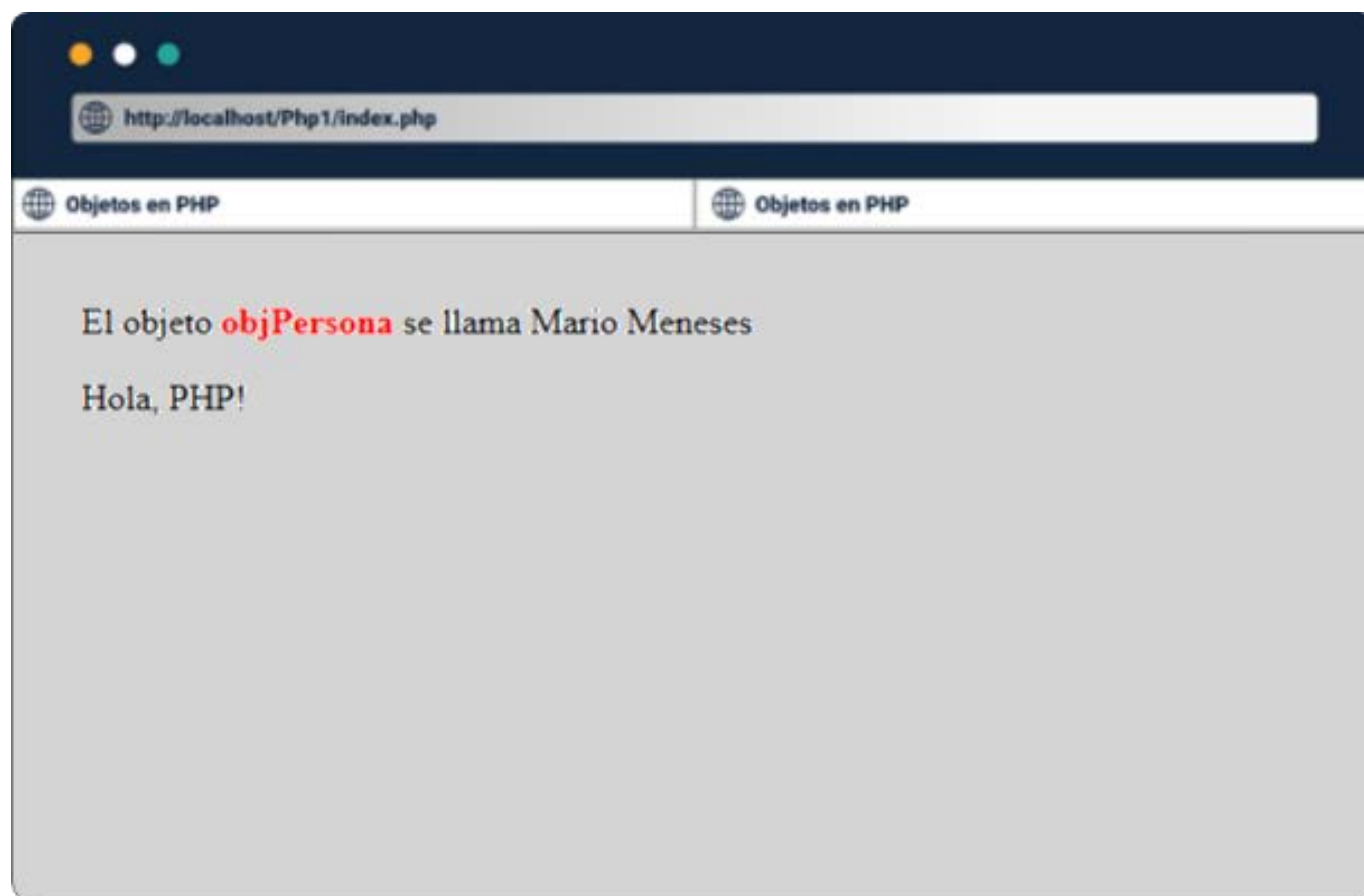 http://localhost/Php1/index.php
Objetos en PHP
Objetos en PHP
El objeto objPersona se llama Mario Meneses
Hola, PHP!